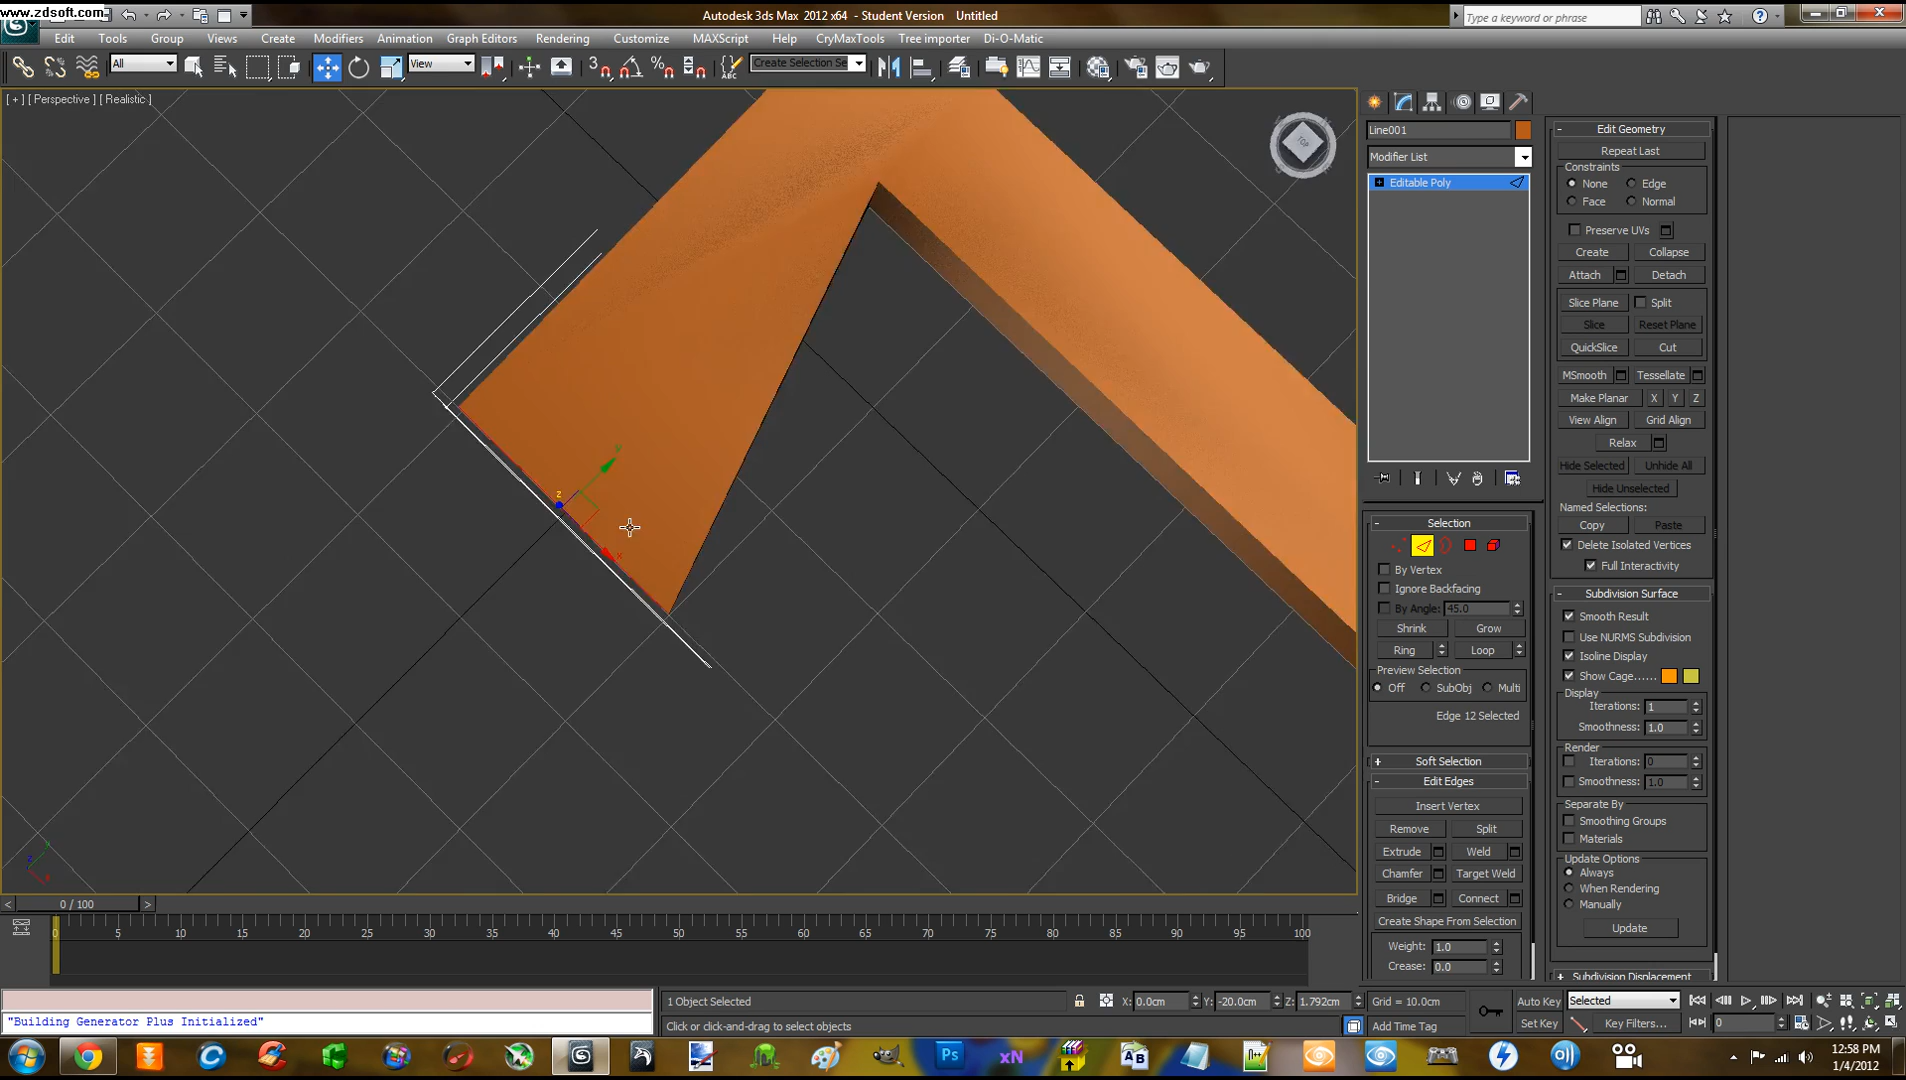 www.zdsoft.com
Autodesk 3ds Max 2012 x64 - Student Version    Untitled
Type a keyword or phrase
Edit Tools Group Views Create Modifiers Animation Graph Editors Rendering Customize MAXScript Help CryMaxTools Tree importer Di-O-Matic
All View Create Selection Se
[ + ] [ Perspective ] [ Realistic ]
TOP
y
z
x
Line001
Modifier List
Editable Poly
Selection
By Vertex
Ignore Backfacing
By Angle: 45.0
Shrink Grow
Ring Loop
Preview Selection
Off SubObj Multi
Edge 12 Selected
Soft Selection
Edit Edges
Insert Vertex
Remove Split
Extrude Weld
Chamfer Target Weld
Bridge Connect
Create Shape From Selection
Weight: 1.0
Crease: 0.0
Edit Geometry
Repeat Last
Constraints
None Edge
Face Normal
Preserve UVs
Create Collapse
Attach Detach
Slice Plane Split
Slice Reset Plane
QuickSlice Cut
MSmooth Tessellate
Make Planar X Y Z
View Align Grid Align
Relax
Hide Selected Unhide All
Hide Unselected
Named Selections:
Copy Paste
Delete Isolated Vertices
Full Interactivity
Subdivision Surface
Smooth Result
Use NURMS Subdivision
Isoline Display
Show Cage......
Display
Iterations: 1
Smoothness: 1.0
Render
Iterations: 0
Smoothness: 1.0
Separate By
Smoothing Groups
Materials
Update Options
Always
When Rendering
Manually
Update
Subdivision Displacement
< 0 / 100 >
0 5 10 15 20 25 30 35 40 45 50 55 60 65 70 75 80 85 90 95 100
"Building Generator Plus Initialized"
1 Object Selected
X: 0.0cm Y: -20.0cm Z: 1.792cm Grid = 10.0cm
Click or click-and-drag to select objects
Add Time Tag
Auto Key Selected
Set Key Key Filters... 0
Ps
xN
AB
12:58 PM
1/4/2012